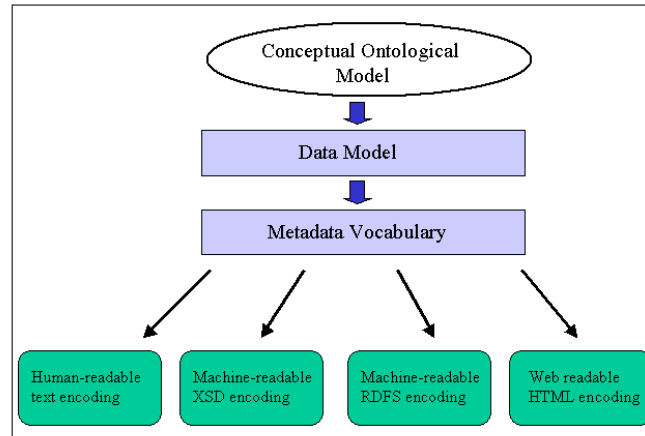 Conceptual Ontological
Model
Data Model
Metadata Vocabulary
Human-readable
text encoding
Machine-readable
XSD encoding
Machine-readable
RDFS encoding
Web readable
HTML encoding